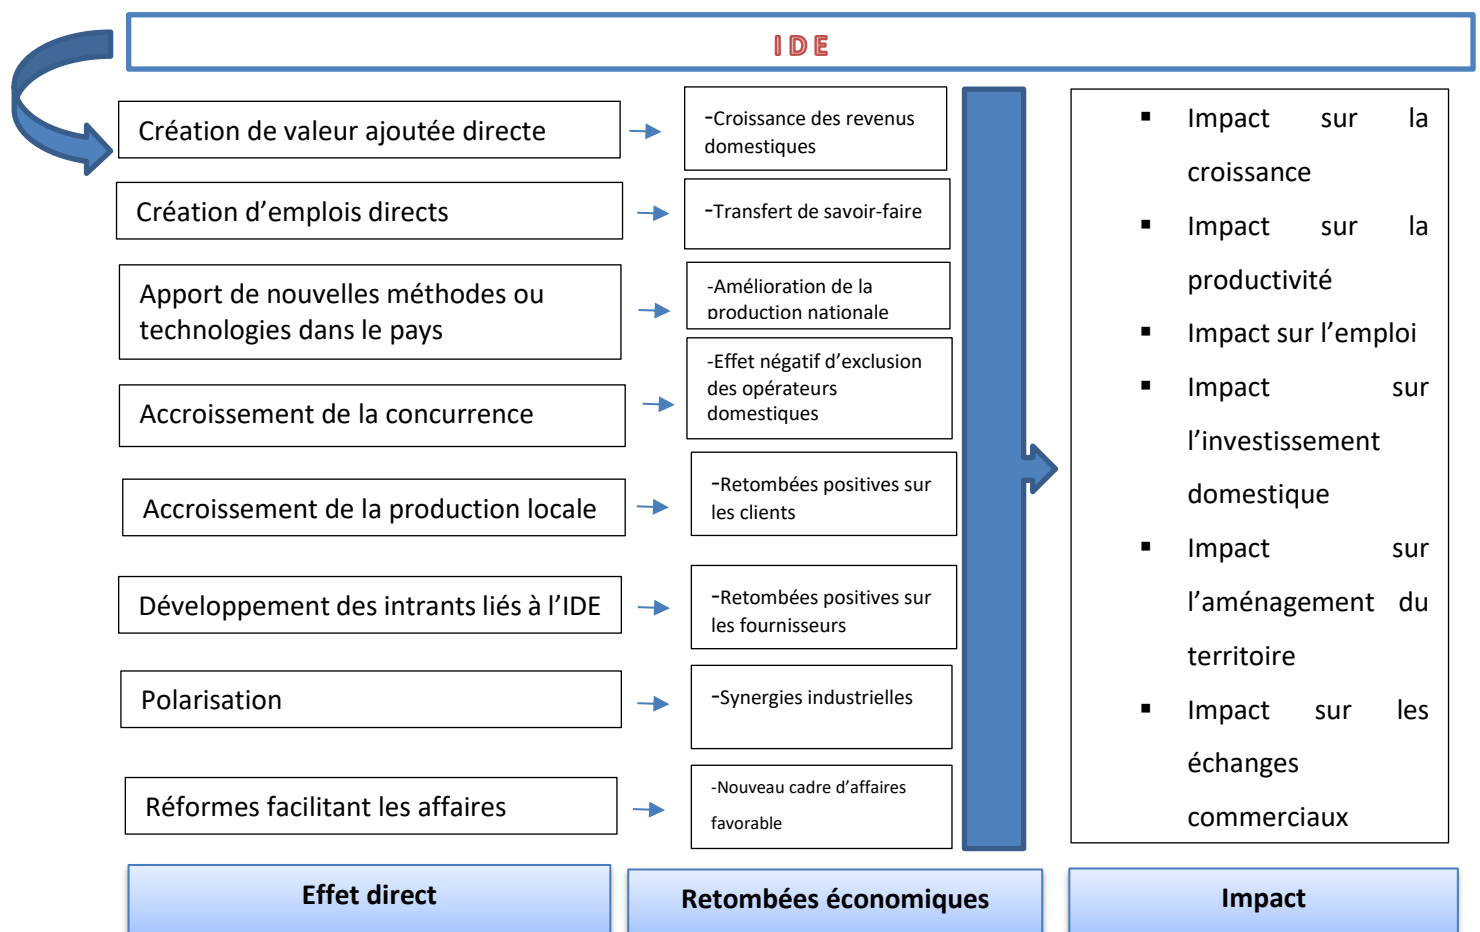 IDE
Création de valeur ajoutée directe
-Croissance des revenus
domestiques
Création d’emplois directs
-Transfert de savoir-faire
Apport de nouvelles méthodes ou
technologies dans le pays
-Amélioration de la
production nationale
Accroissement de la concurrence
-Effet négatif d’exclusion
des opérateurs
domestiques
Accroissement de la production locale
-Retombées positives sur
les clients
Développement des intrants liés à l’IDE
-Retombées positives sur
les fournisseurs
Polarisation
-Synergies industrielles
Réformes facilitant les affaires
-Nouveau cadre d’affaires
favorable
▪ Impact sur la
croissance
▪ Impact sur la
productivité
▪ Impact sur l’emploi
▪ Impact sur
l’investissement
domestique
▪ Impact sur
l’aménagement du
territoire
▪ Impact sur les
échanges
commerciaux
Effet direct
Retombées économiques
Impact